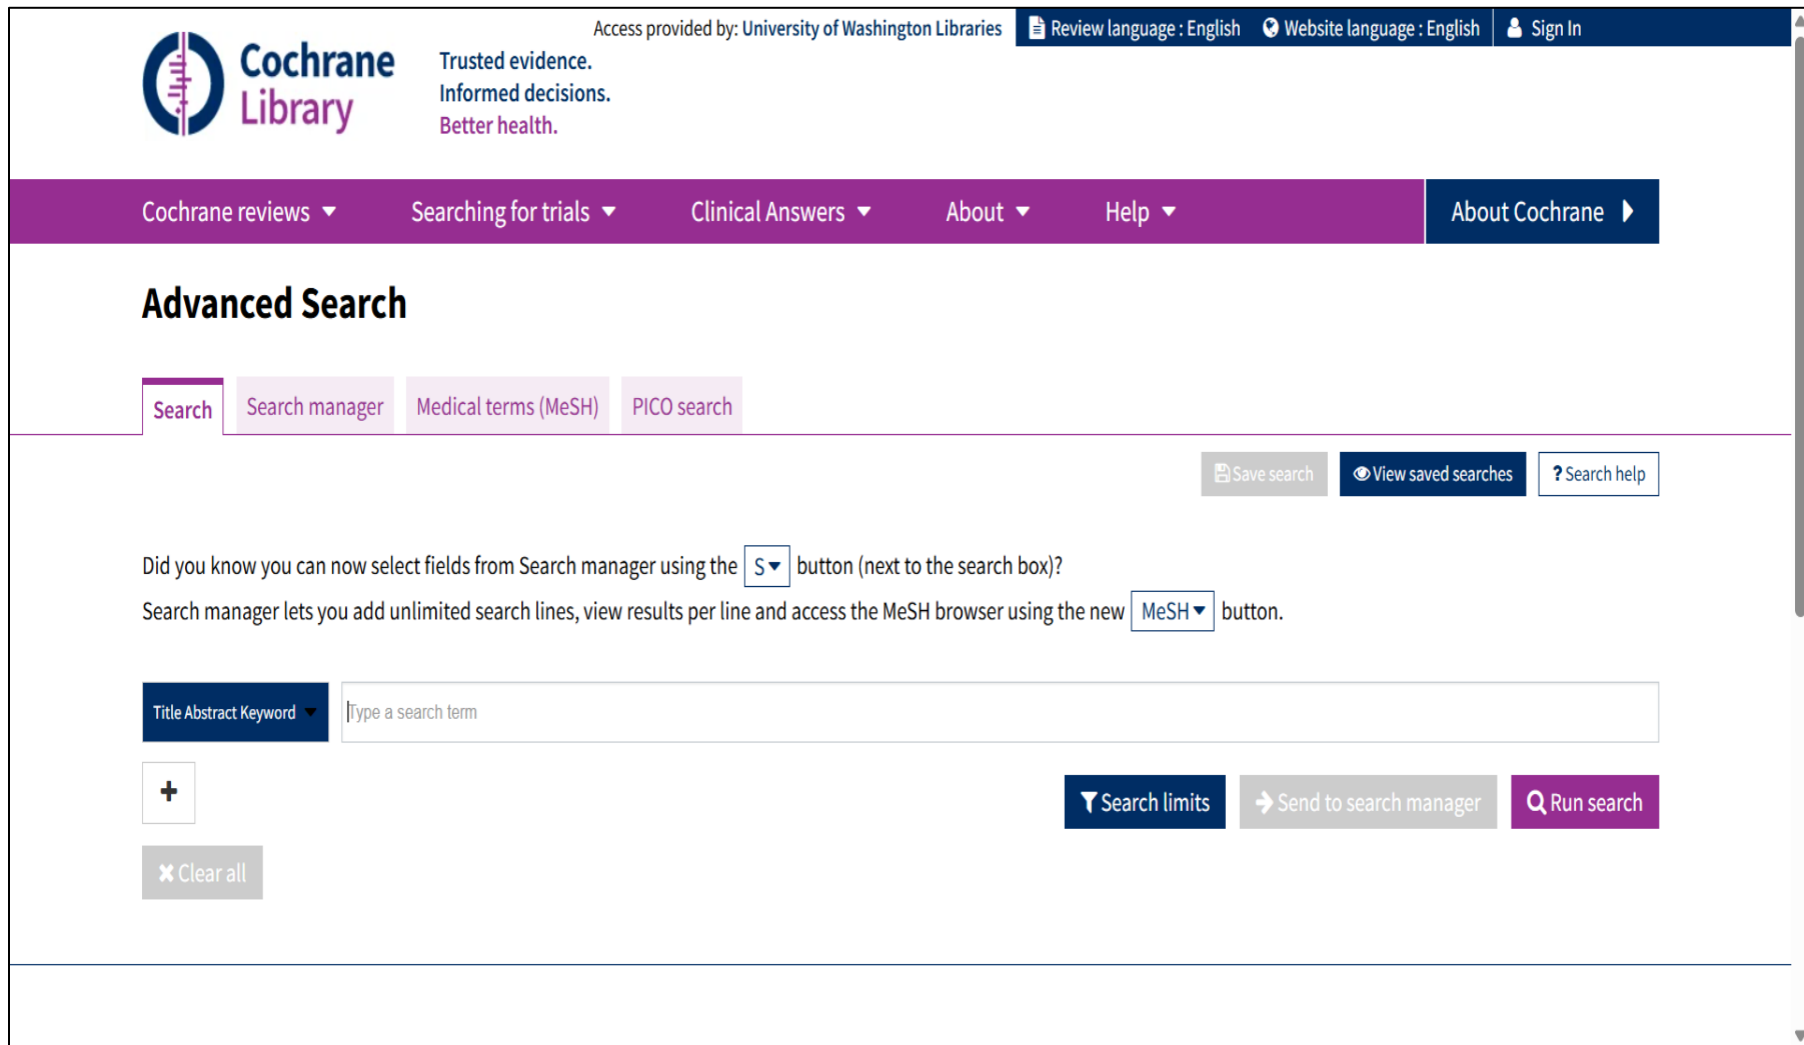 Access provided by: University of Washington Libraries
Review language : English
Website language : English
Sign In
Cochrane
Library
Trusted evidence.
Informed decisions.
Better health.
Cochrane reviews
Searching for trials
Clinical Answers
About
Help
About Cochrane
Advanced Search
Search
Search manager
Medical terms (MeSH)
PICO search
Save search
View saved searches
? Search help
Did you know you can now select fields from Search manager using the S button (next to the search box)?
Search manager lets you add unlimited search lines, view results per line and access the MeSH browser using the new MeSH button.
Title Abstract Keyword
Type a search term
+
Search limits
Send to search manager
Run search
Clear all